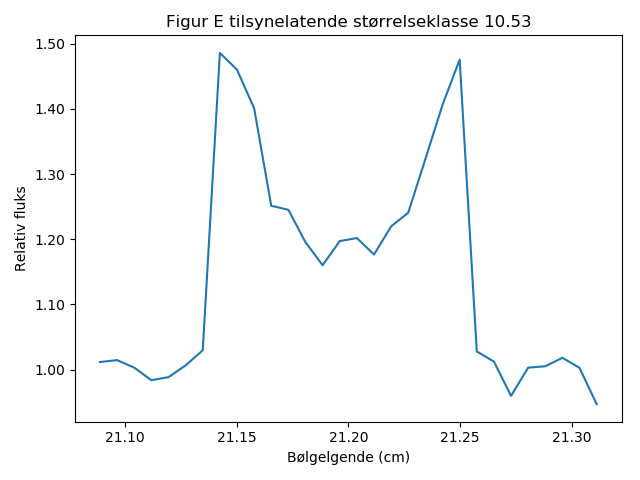 Figur E tilsynelatende størrelseklasse 10.53
1.50
1.40
1.30
1.20
1.10
1.00
Relativ fluks
21.10 21.15 21.20 21.25 21.30
Bølgelgende (cm)